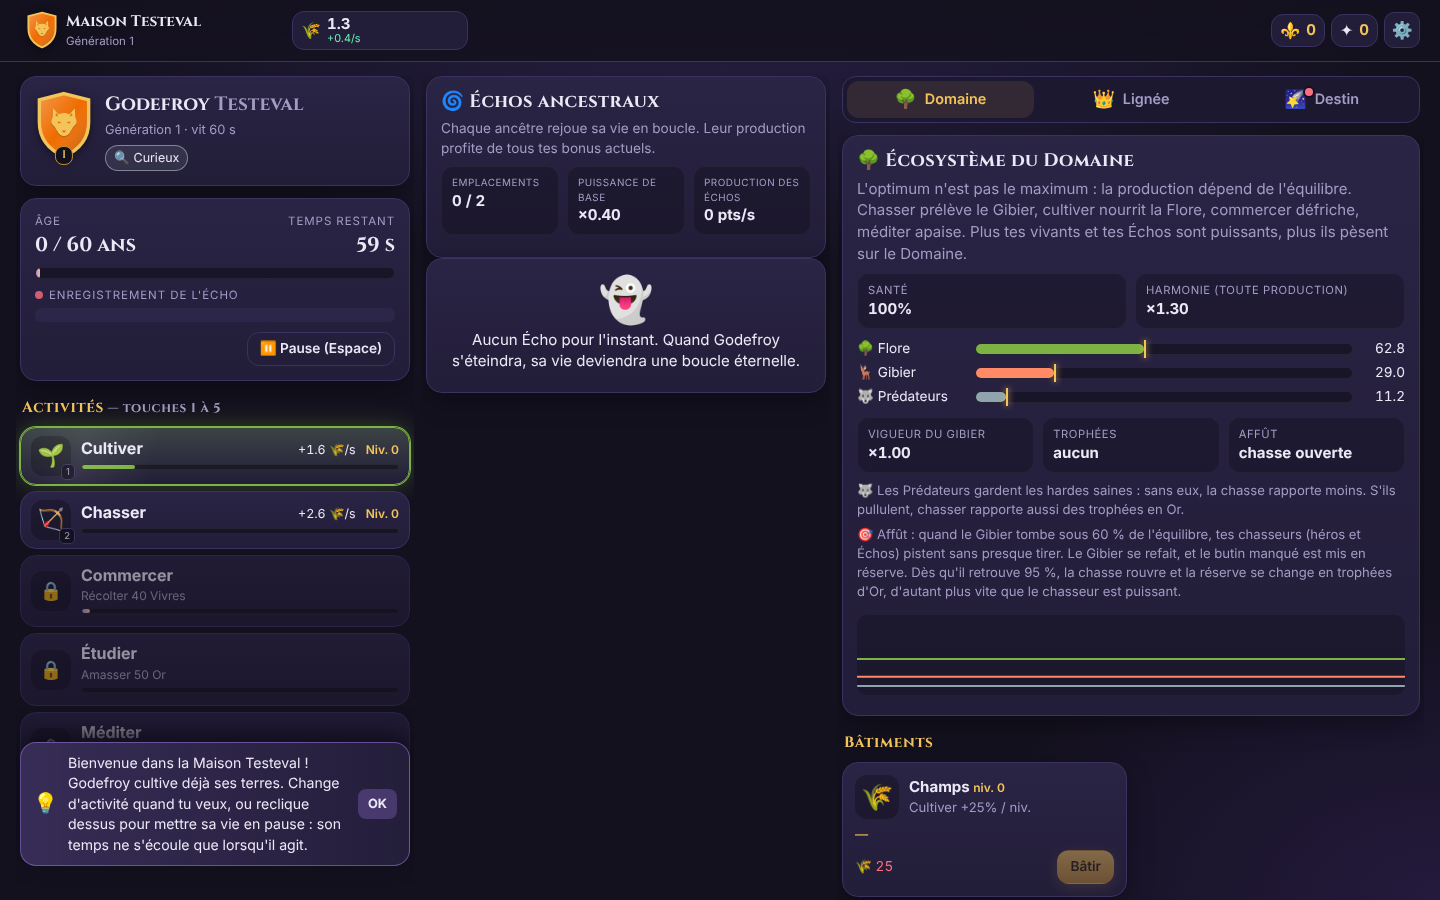 Maison Testeval
Génération 1
1.3
+0.4/s
0
0
Godefroy Testeval
Génération 1 · vit 60 s
I
Curieux
ÂGE
TEMPS RESTANT
0 / 60 ans
59 s
ENREGISTREMENT DE L'ÉCHO
Pause (Espace)
Activités — touches 1 à 5
Cultiver
+1.6 /s Niv. 0
1
Chasser
+2.6 /s Niv. 0
2
Commercer
Récolter 40 Vivres
Étudier
Amasser 50 Or
Méditer
Bienvenue dans la Maison Testeval !
Godefroy cultive déjà ses terres. Change
d'activité quand tu veux, ou reclique
dessus pour mettre sa vie en pause : son
temps ne s'écoule que lorsqu'il agit.
OK
Échos ancestraux
Chaque ancêtre rejoue sa vie en boucle. Leur production
profite de tous tes bonus actuels.
EMPLACEMENTS
0 / 2
PUISSANCE DE
BASE
×0.40
PRODUCTION DES
ÉCHOS
0 pts/s
Aucun Écho pour l'instant. Quand Godefroy
s'éteindra, sa vie deviendra une boucle éternelle.
Domaine
Lignée
Destin
Écosystème du Domaine
L'optimum n'est pas le maximum : la production dépend de l'équilibre.
Chasser prélève le Gibier, cultiver nourrit la Flore, commercer défriche,
méditer apaise. Plus tes vivants et tes Échos sont puissants, plus ils pèsent
sur le Domaine.
SANTÉ
100%
HARMONIE (TOUTE PRODUCTION)
×1.30
Flore
62.8
Gibier
29.0
Prédateurs
11.2
VIGUEUR DU GIBIER
×1.00
TROPHÉES
aucun
AFFÛT
chasse ouverte
Les Prédateurs gardent les hardes saines : sans eux, la chasse rapporte moins. S'ils
pullulent, chasser rapporte aussi des trophées en Or.
Affût : quand le Gibier tombe sous 60 % de l'équilibre, tes chasseurs (héros et
Échos) pistent sans presque tirer. Le Gibier se refait, et le butin manqué est mis en
réserve. Dès qu'il retrouve 95 %, la chasse rouvre et la réserve se change en trophées
d'Or, d'autant plus vite que le chasseur est puissant.
Bâtiments
Champs niv. 0
Cultiver +25% / niv.
—
25
Bâtir